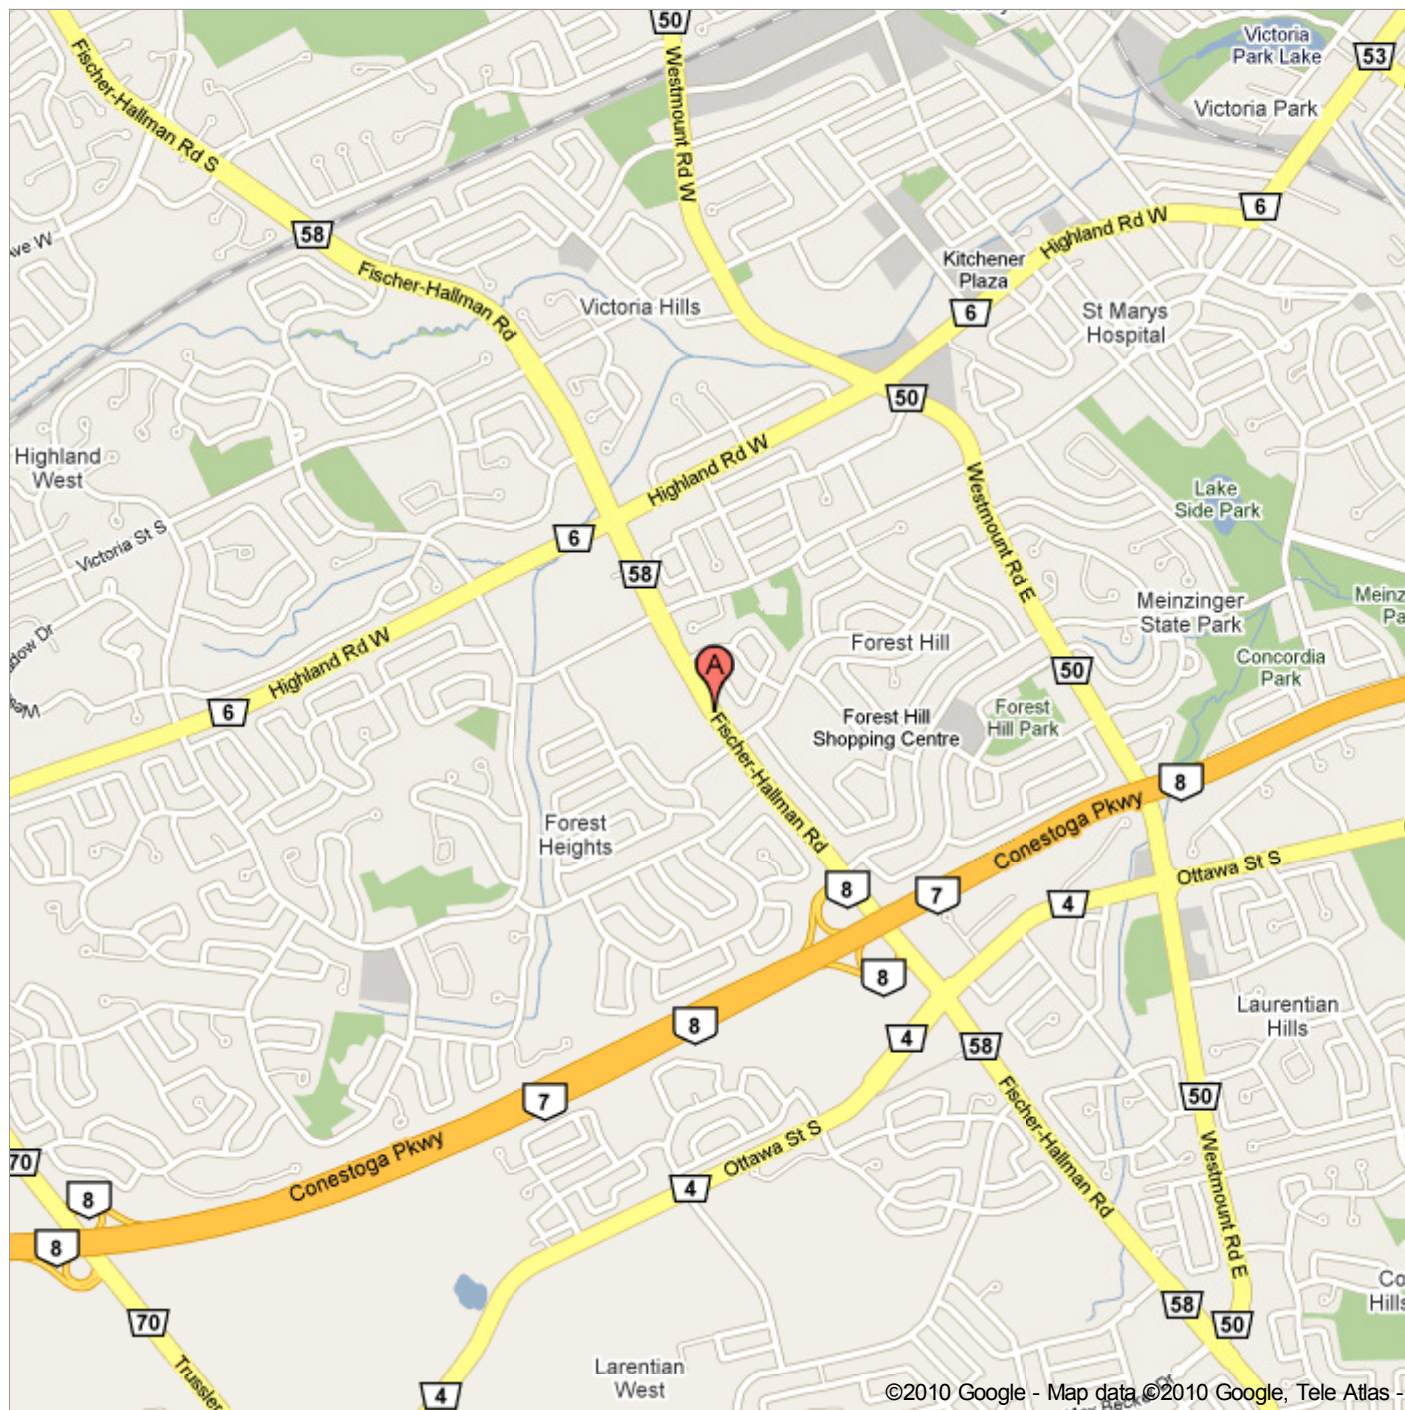 50
Victoria
Park Lake
53
Fischer-Hallman Rd S
Westmount Rd W
Victoria Park
58
6
Highland Rd W
Kitchener
Plaza
Fischer-Hallman Rd
Victoria Hills
6
St Marys
Hospital
50
Highland
West
Highland Rd W
Westmount Rd E
Lake
Side Park
Victoria St S
6
58
Meinzinger
State Park
Forest Hill
A
50
Concordia
Park
Highland Rd W
6
Forest
Hill Park
Forest Hill
Shopping Centre
Fischer-Hallman Rd
8
Conestoga Pkwy
Forest
Heights
Ottawa St S
8
7
4
8
Laurentian
Hills
8
4
58
7
50
Fischer-Hallman Rd
Ottawa St S
Conestoga Pkwy
70
4
8
8
Westmount Rd E
70
58
50
Larentian
West
Trussler
4
©2010 Google - Map data ©2010 Google, Tele Atlas -